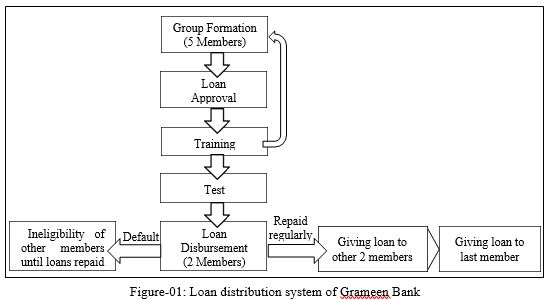 Group Formation
(5 Members)
Loan
Approval
Training
Test
Ineligibility of
other members
until loans repaid
Default
Loan
Disbursement
(2 Members)
Repaid
regularly
Giving loan to
other 2 members
Giving loan to
last member
Figure-01: Loan distribution system of Grameen Bank